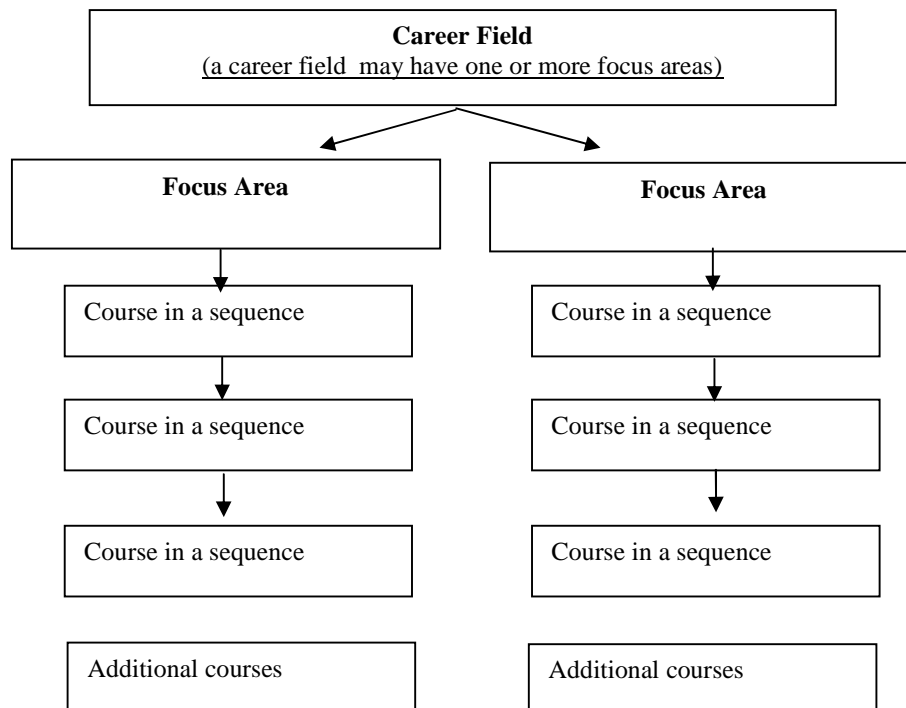 Career Field
(a career field  may have one or more focus areas)
Focus Area
Focus Area
Course in a sequence
Course in a sequence
Course in a sequence
Course in a sequence
Course in a sequence
Course in a sequence
Additional courses
Additional courses